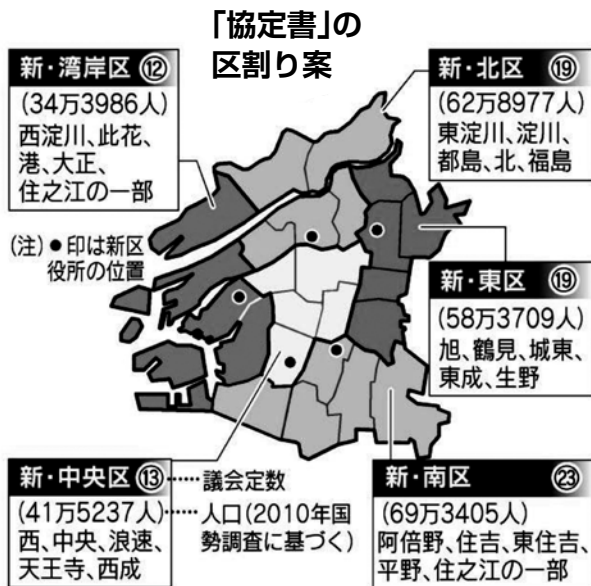 「協定書」の
区割り案
新・湾岸区 ⑫
(34万3986人)
西淀川、此花、
港、大正、
住之江の一部
新・北区 ⑲
(62万8977人)
東淀川、淀川、
都島、北、福島
(注)●印は新区
役所の位置
新・東区 ⑲
(58万3709人)
旭、鶴見、城東、
東成、生野
新・中央区 ⑬……議会定数
(41万5237人)……人口(2010年国
勢調査に基づく)
西、中央、浪速、
天王寺、西成
新・南区 ㉓
(69万3405人)
阿倍野、住吉、東住吉、
平野、住之江の一部